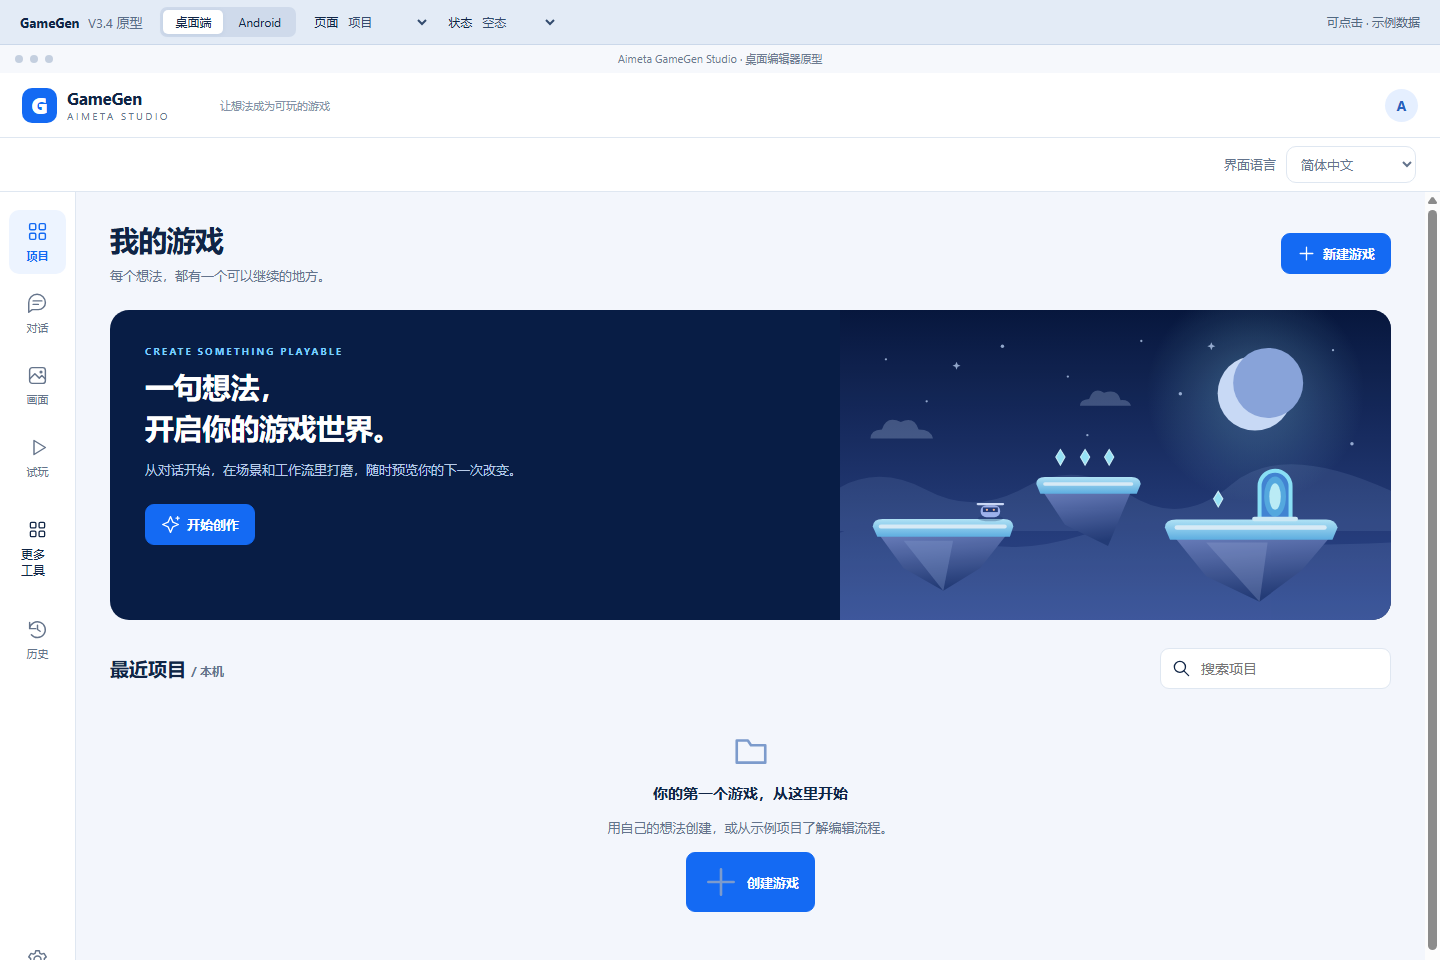 GameGen V3.4 原型 桌面端 Android 页面 项目 状态 空态 可点击 · 示例数据
Aimeta GameGen Studio · 桌面编辑器原型
G GameGen
AIMETA STUDIO
让想法成为可玩的游戏
A
界面语言 简体中文
项目
对话
画面
试玩
更多
工具
历史
我的游戏
每个想法，都有一个可以继续的地方。
新建游戏
CREATE SOMETHING PLAYABLE
一句想法，
开启你的游戏世界。
从对话开始，在场景和工作流里打磨，随时预览你的下一次改变。
开始创作
最近项目 / 本机
搜索项目
你的第一个游戏，从这里开始
用自己的想法创建，或从示例项目了解编辑流程。
创建游戏